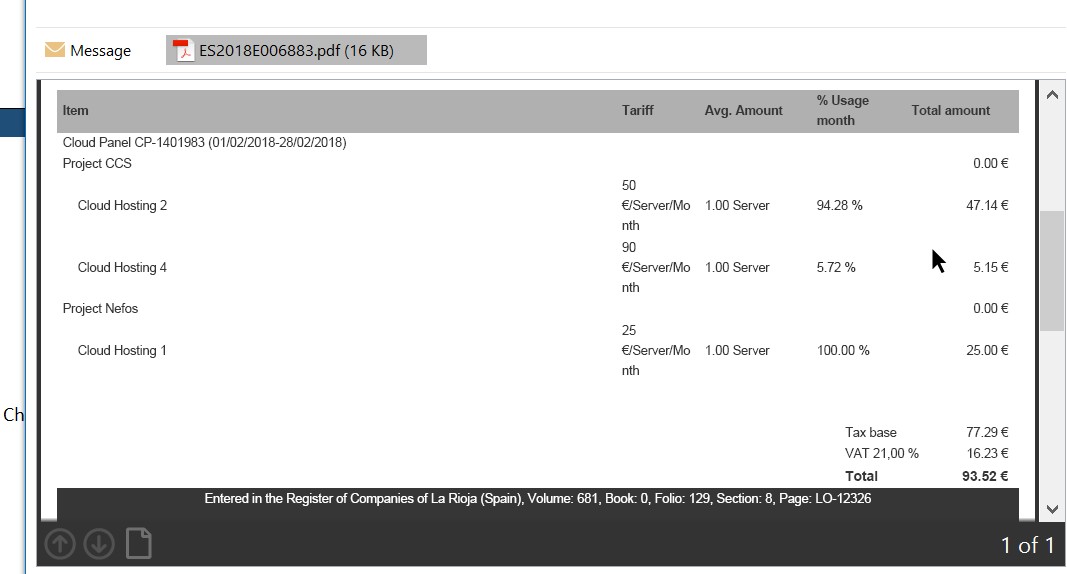 Message
ES2018E006883.pdf (16 KB)
Item Tariff Avg. Amount % Usage month Total amount
Cloud Panel CP-1401983 (01/02/2018-28/02/2018)
Project CCS 0.00 €
Cloud Hosting 2 50 €/Server/Month 1.00 Server 94.28 % 47.14 €
Cloud Hosting 4 90 €/Server/Month 1.00 Server 5.72 % 5.15 €
Project Nefos 0.00 €
Cloud Hosting 1 25 €/Server/Month 1.00 Server 100.00 % 25.00 €
Ch
Tax base 77.29 €
VAT 21,00 % 16.23 €
Total 93.52 €
Entered in the Register of Companies of La Rioja (Spain), Volume: 681, Book: 0, Folio: 129, Section: 8, Page: LO-12326
1 of 1